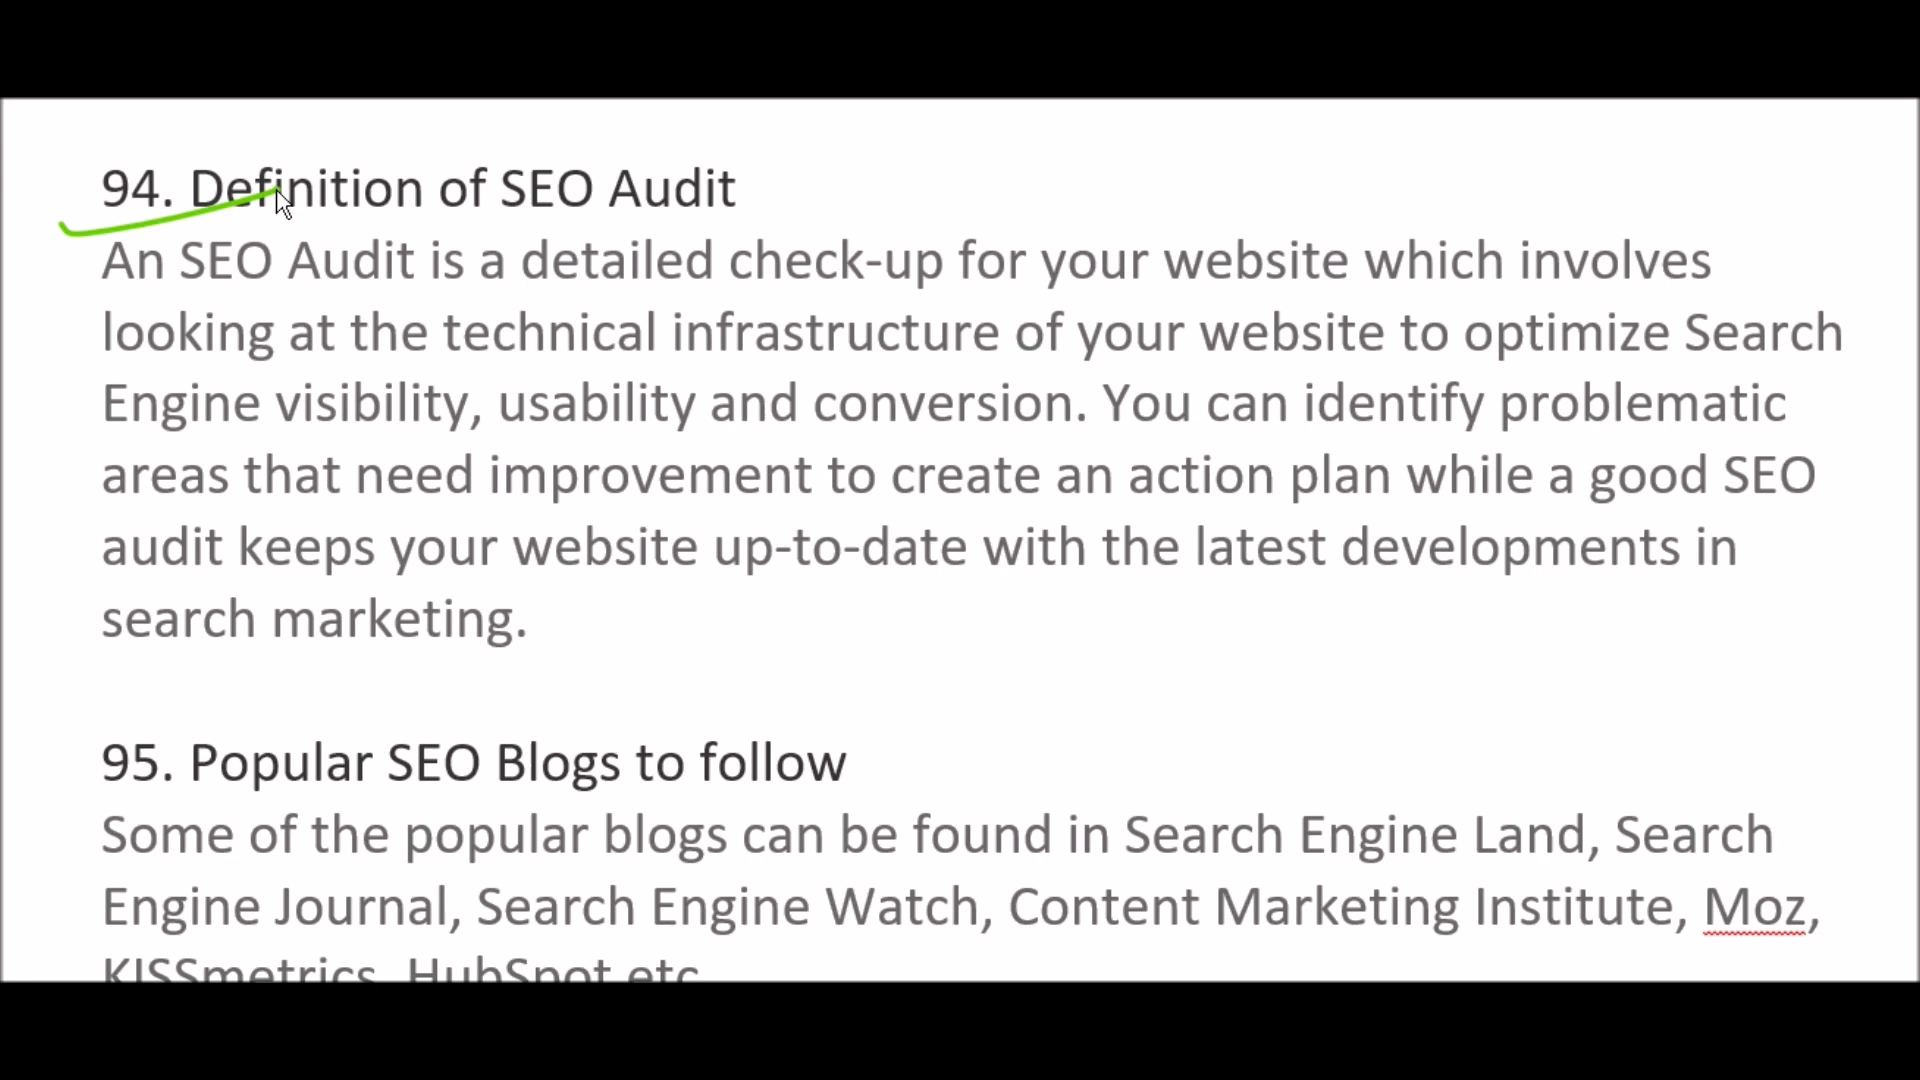 94. Definition of SEO Audit
An SEO Audit is a detailed check-up for your website which involves
looking at the technical infrastructure of your website to optimize Search
Engine visibility, usability and conversion. You can identify problematic
areas that need improvement to create an action plan while a good SEO
audit keeps your website up-to-date with the latest developments in
search marketing.
95. Popular SEO Blogs to follow
Some of the popular blogs can be found in Search Engine Land, Search
Engine Journal, Search Engine Watch, Content Marketing Institute, Moz,
KISSmetrics, HubSpot etc